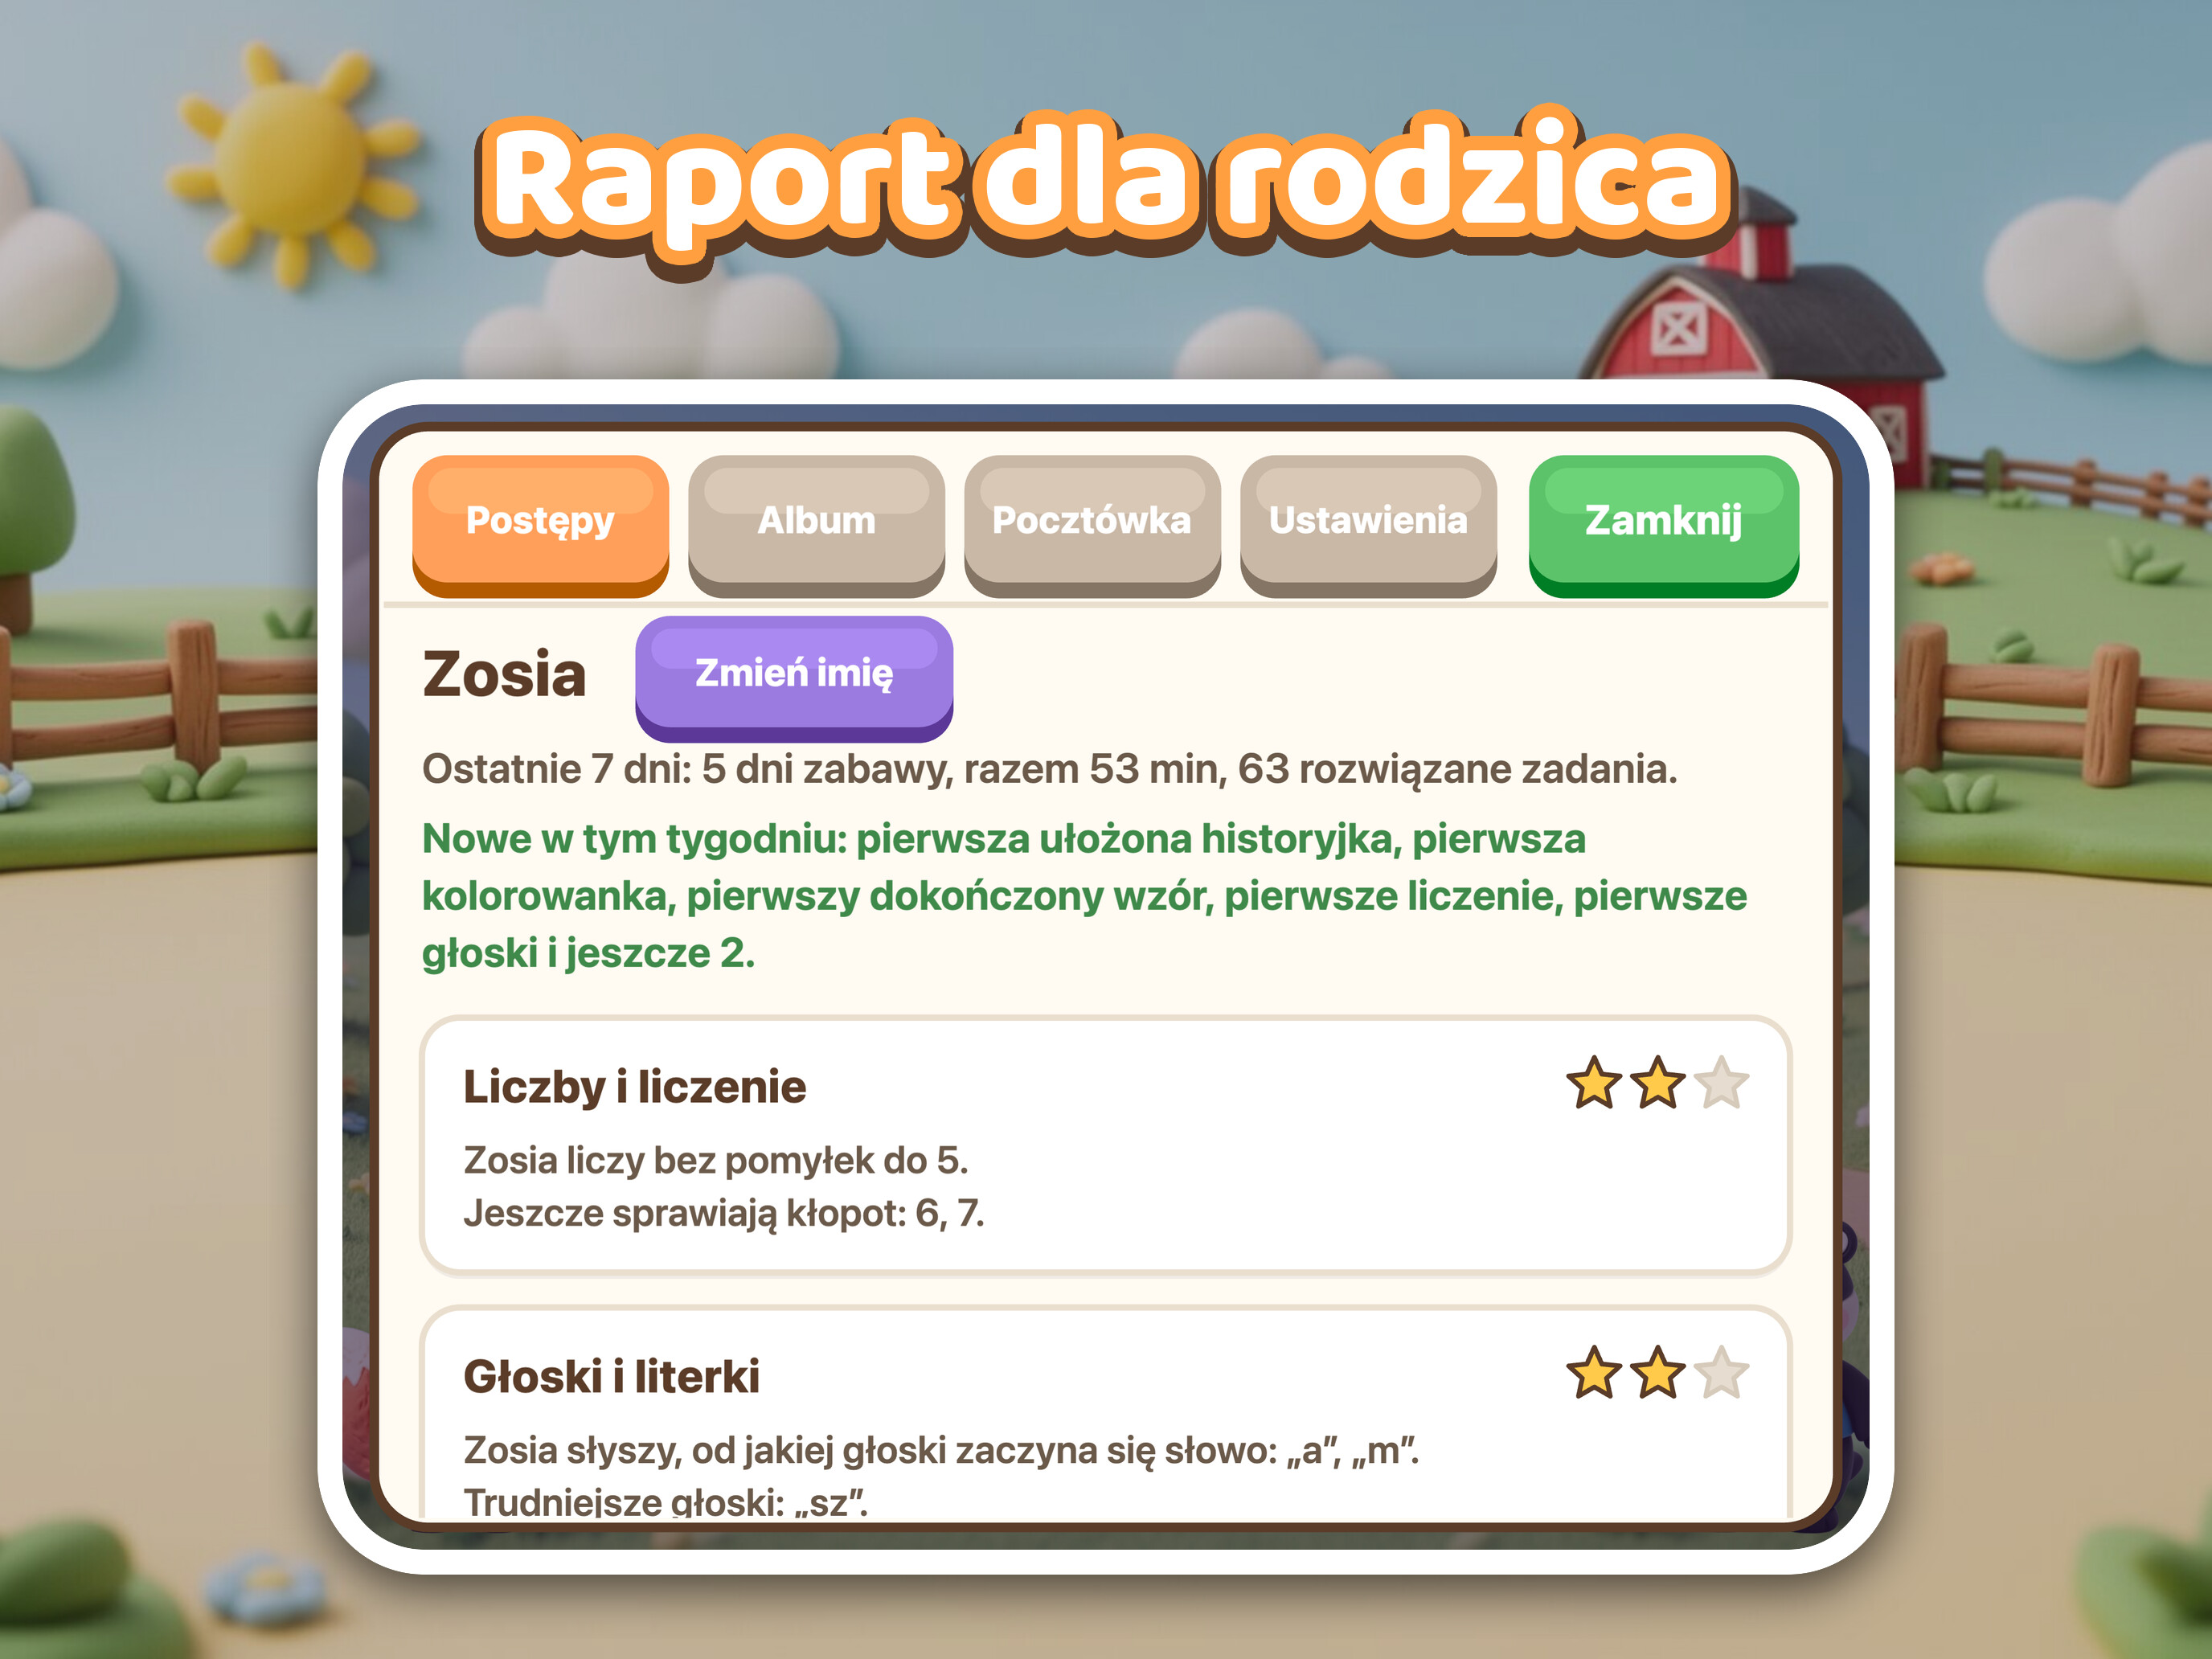 Raport dla rodzica
Postępy
Album
Pocztówka
Ustawienia
Zamknij
Zosia
Zmień imię
Ostatnie 7 dni: 5 dni zabawy, razem 53 min, 63 rozwiązane zadania.
Nowe w tym tygodniu: pierwsza ułożona historyjka, pierwsza
kolorowanka, pierwszy dokończony wzór, pierwsze liczenie, pierwsze
głoski i jeszcze 2.
Liczby i liczenie
Zosia liczy bez pomyłek do 5.
Jeszcze sprawiają kłopot: 6, 7.
Głoski i literki
Zosia słyszy, od jakiej głoski zaczyna się słowo: „a”, „m”.
Trudniejsze głoski: „sz”.